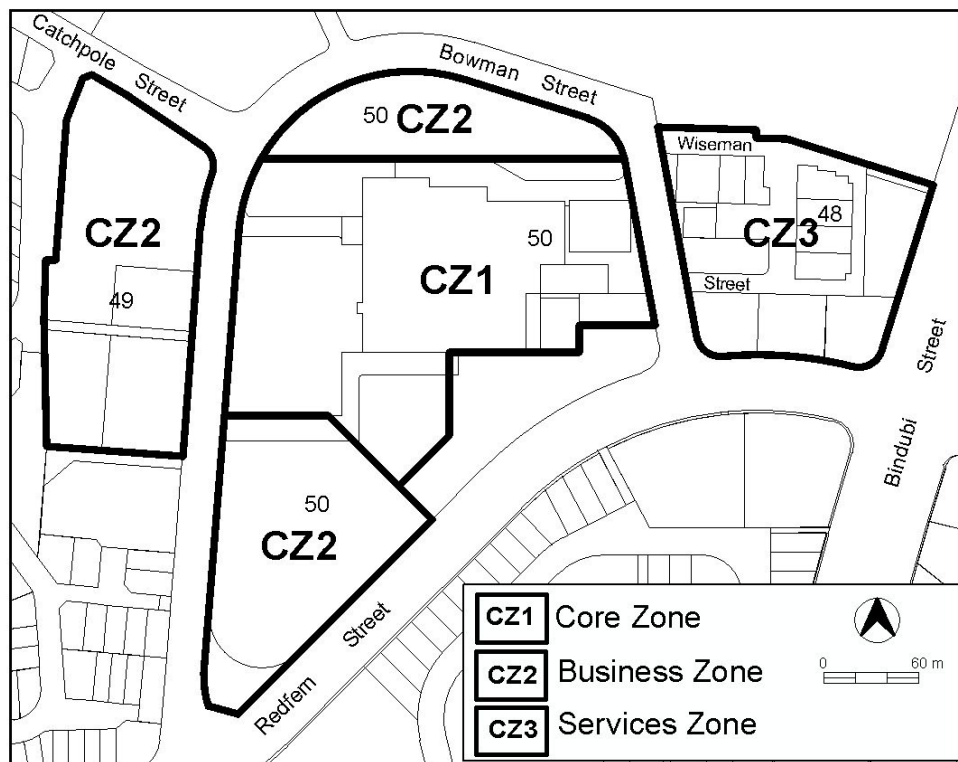 Catchpole Street
Bowman Street
50 CZ2
Wiseman
CZ2
48
CZ3
50
CZ1
Street
49
Street
Bindubi
50
CZ2
Redfern Street
CZ1 Core Zone
CZ2 Business Zone
CZ3 Services Zone
0 60 m